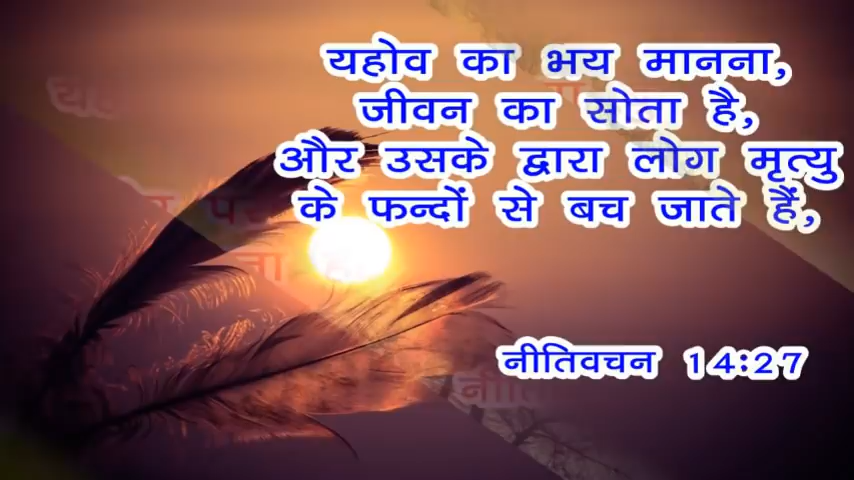 यहोव का भय मानना,
जीवन का सोता है,
और उसके द्वारा लोग मृत्यु
के फन्दों से बच जाते हैं,
नीतिवचन 14:27